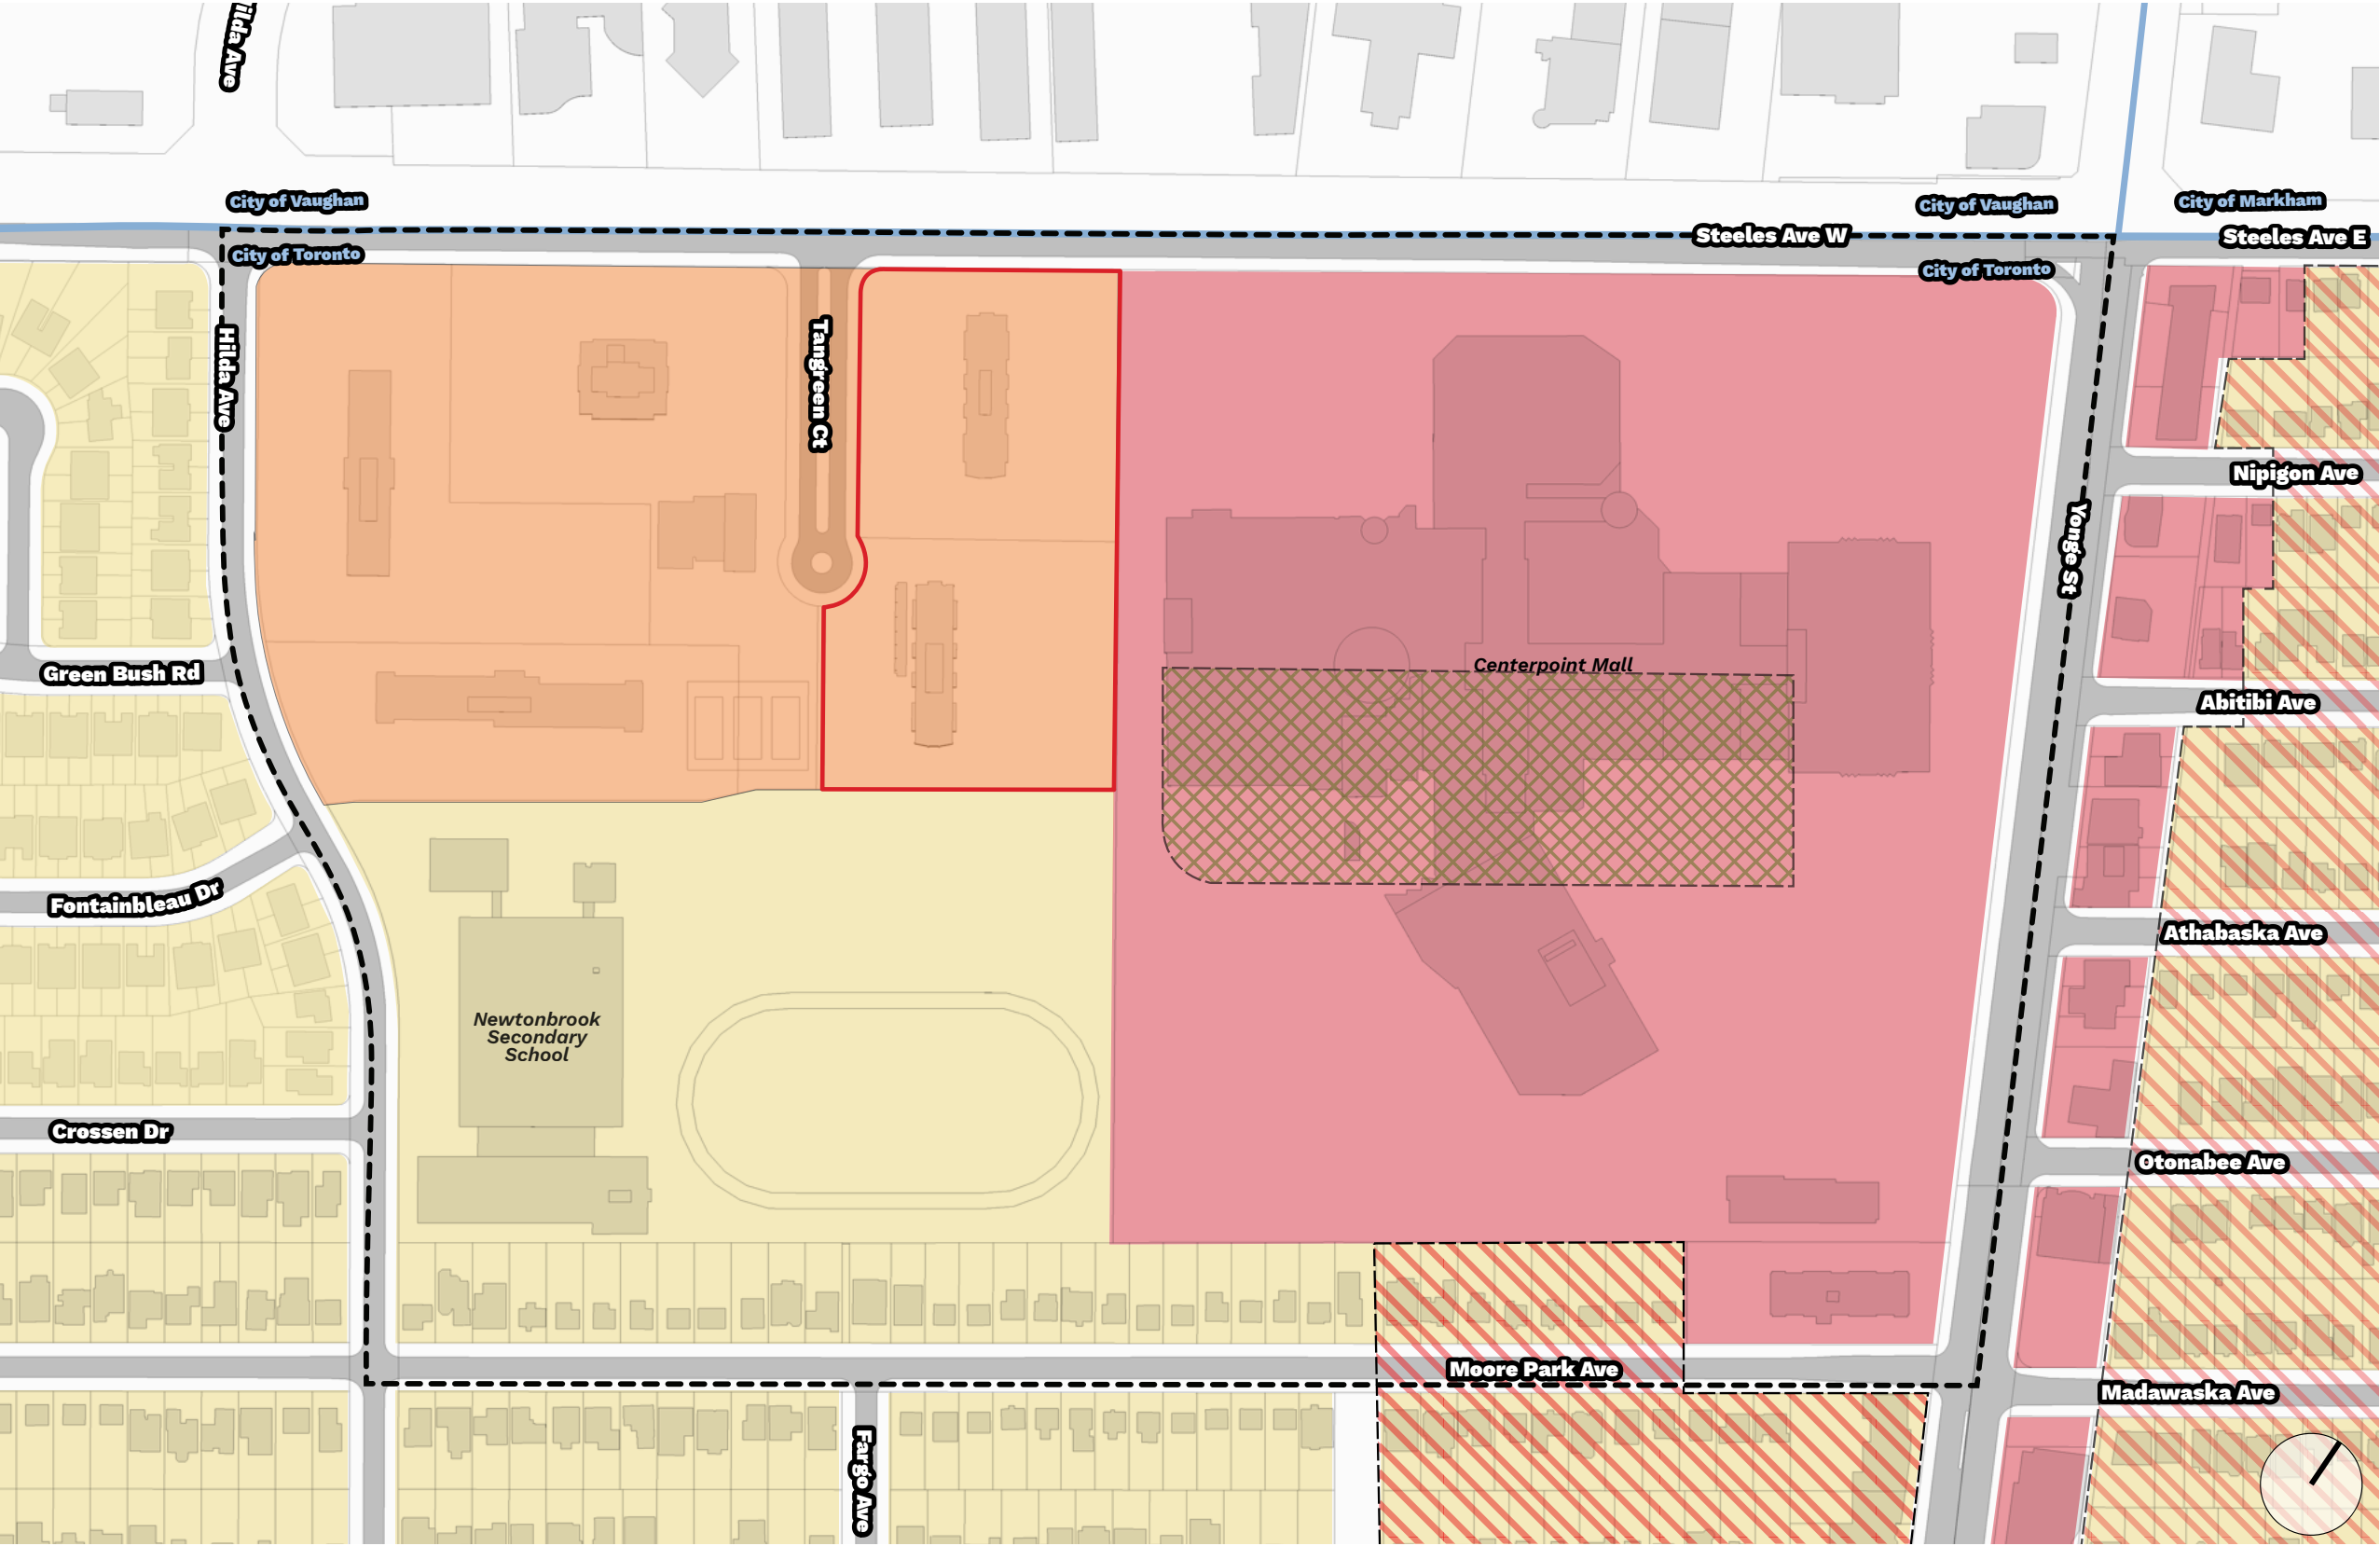 ilda Ave
City of Vaughan
City of Vaughan
City of Markham
Steeles Ave W
Steeles Ave E
City of Toronto
City of Toronto
Hilda Ave
Tangreen Ct
Nipigon Ave
Yonge St
Green Bush Rd
Centerpoint Mall
Abitibi Ave
Fontainbleau Dr
Athabaska Ave
Newtonbrook
Secondary
School
Crossen Dr
Otonabee Ave
Moore Park Ave
Madawaska Ave
Fargo Ave